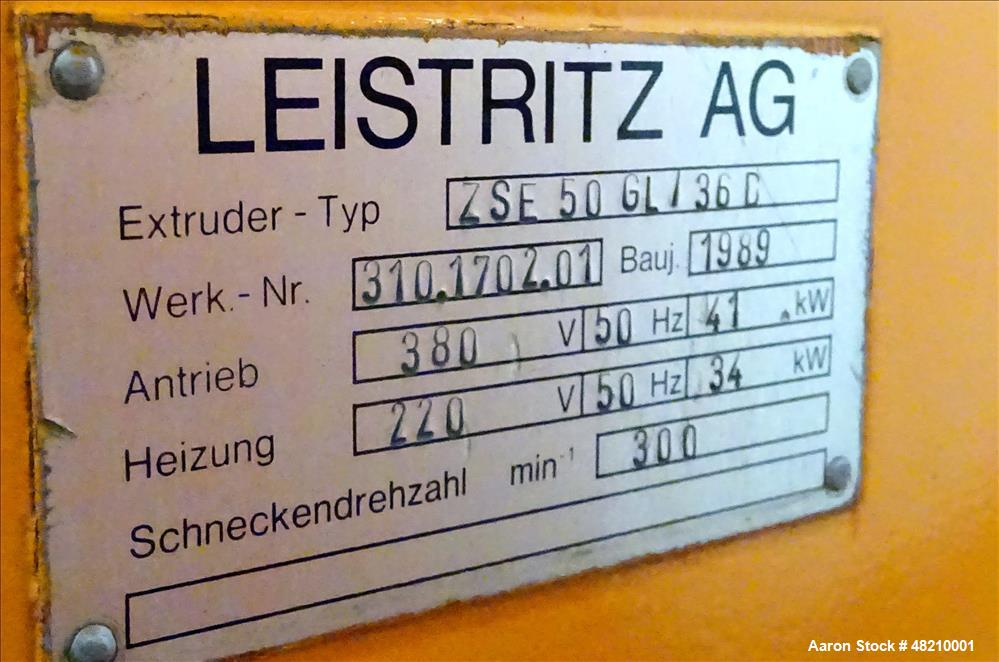 LEISTRITZ AG
Extruder - Typ ZSE 50 GL / 36 D
Werk.- Nr. 310.1702.01 Bauj. 1989
Antrieb 380 V 50 Hz 41 kW
Heizung 220 V 50 Hz 34 kW
Schneckendrehzahl min⁻¹ 300
Aaron Stock # 48210001